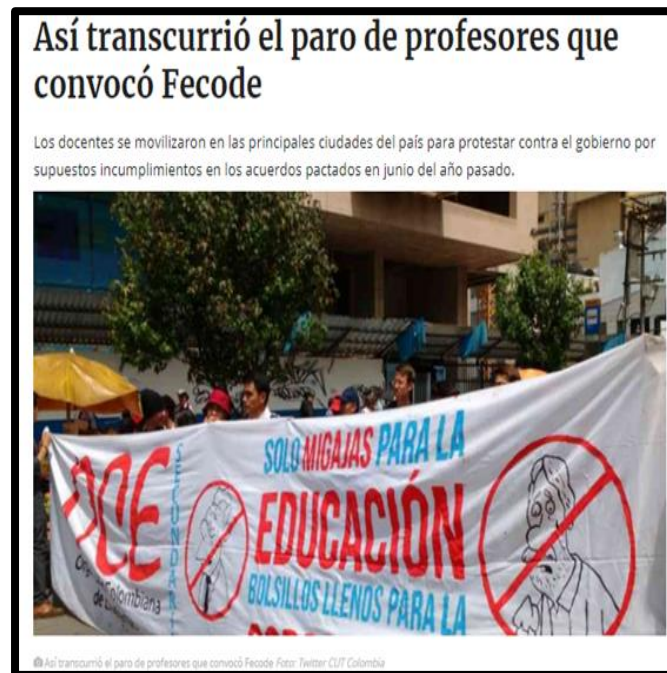 Así transcurrió el paro de profesores que
convocó Fecode
Los docentes se movilizaron en las principales ciudades del país para protestar contra el gobierno por
supuestos incumplimientos en los acuerdos pactados en junio del año pasado.
SOLO MIGAJAS PARA LA
EDUCACIÓN
BOLSILLOS LLENOS PARA LA
Colombiana
de
Así transcurrió el paro de profesores que convocó Fecode Foto: Twitter CUT Colombia